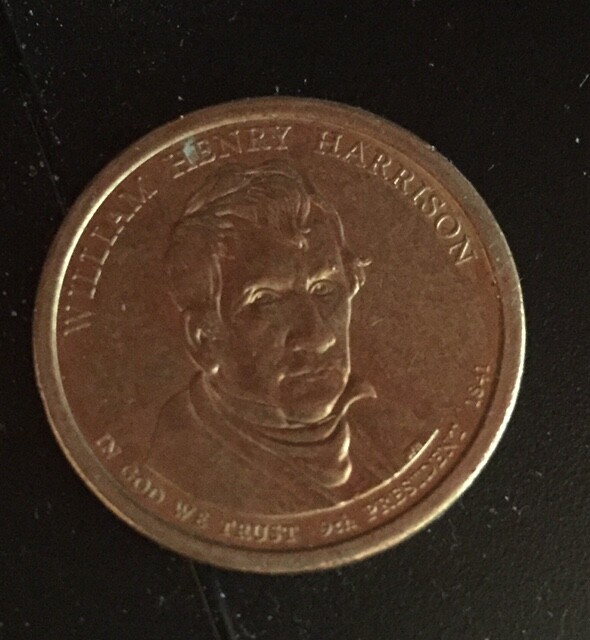 WILLIAM HENRY HARRISON
IN GOD WE TRUST 9th PRESIDENT 1841